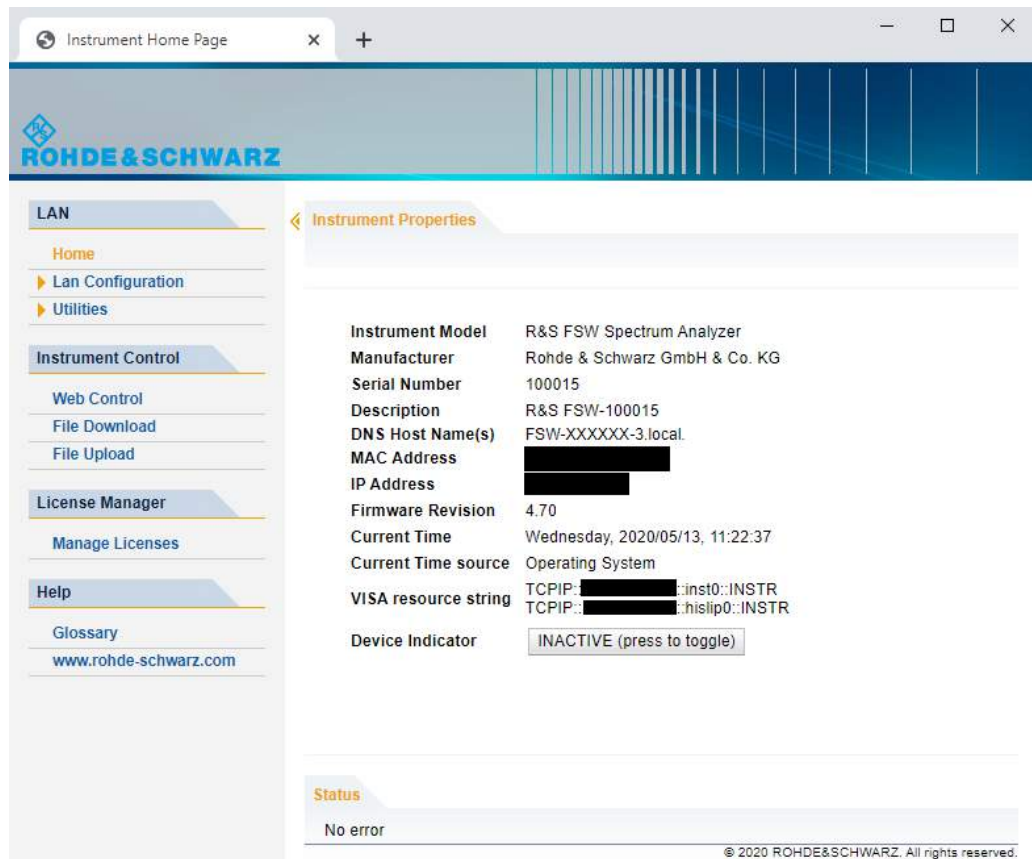 Instrument Home Page
ROHDE&SCHWARZ
LAN
Home
Lan Configuration
Utilities
Instrument Control
Web Control
File Download
File Upload
License Manager
Manage Licenses
Help
Glossary
www.rohde-schwarz.com
Instrument Properties
Instrument Model R&S FSW Spectrum Analyzer
Manufacturer Rohde & Schwarz GmbH & Co. KG
Serial Number 100015
Description R&S FSW-100015
DNS Host Name(s) FSW-XXXXXX-3.local.
MAC Address
IP Address
Firmware Revision 4.70
Current Time Wednesday, 2020/05/13, 11:22:37
Current Time source Operating System
VISA resource string TCPIP:: ::inst0::INSTR
TCPIP:: ::hislip0::INSTR
Device Indicator INACTIVE (press to toggle)
Status
No error
© 2020 ROHDE&SCHWARZ. All rights reserved.